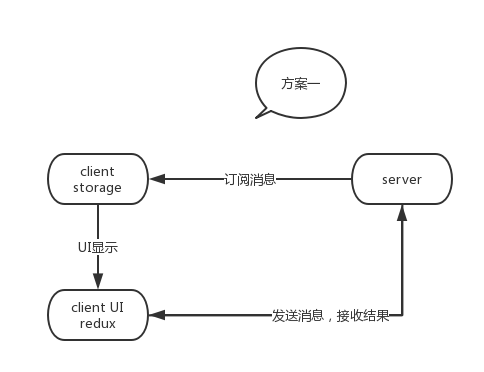 方案一
client
storage
订阅消息
server
UI显示
client UI
redux
发送消息，接收结果